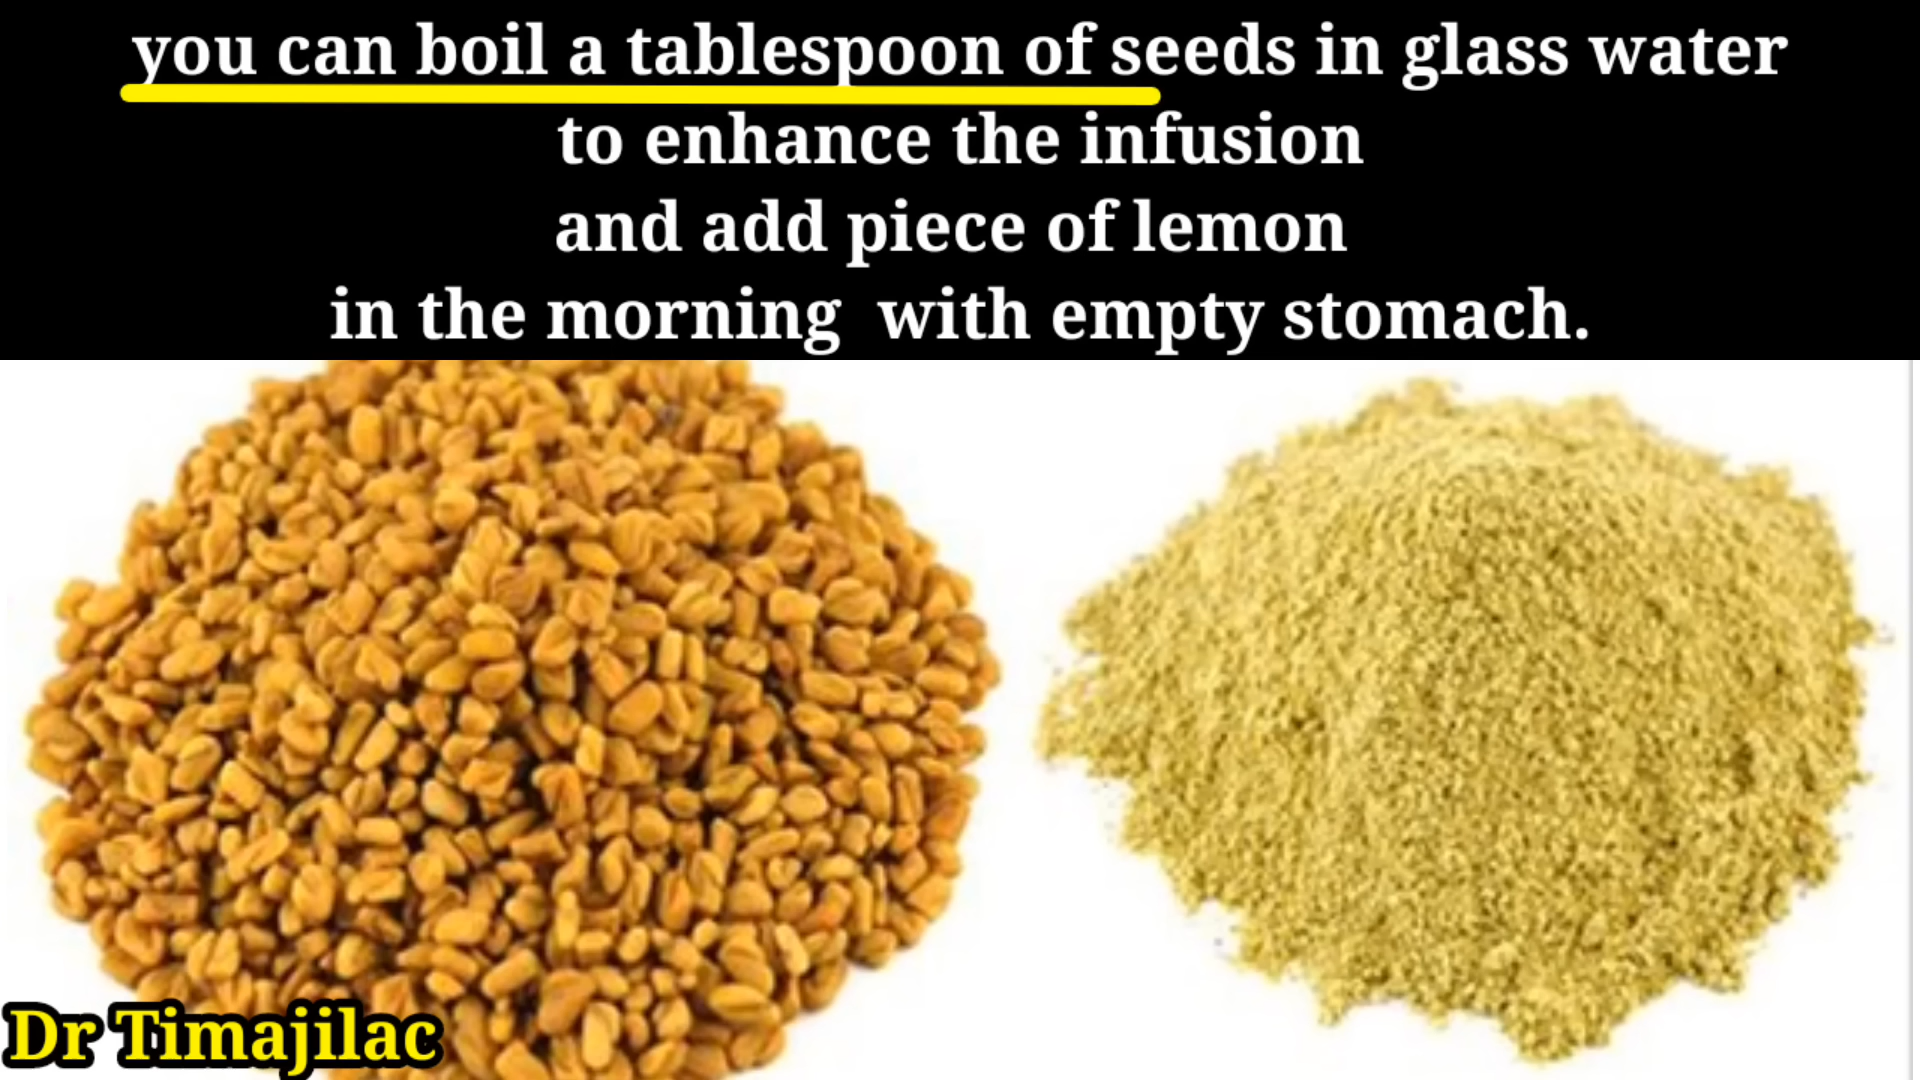 you can boil a tablespoon of seeds in glass water
to enhance the infusion
and add piece of lemon
in the morning  with empty stomach.
Dr Timajilac